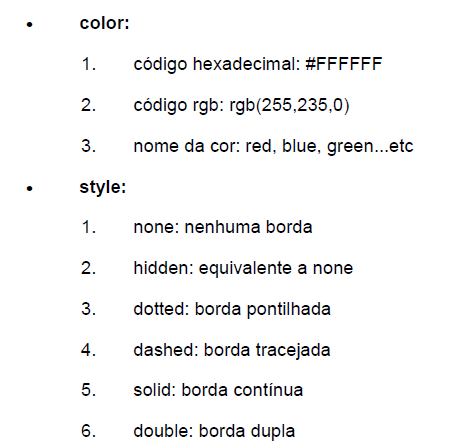 • color:
1. código hexadecimal: #FFFFFF
2. código rgb: rgb(255,235,0)
3. nome da cor: red, blue, green...etc
• style:
1. none: nenhuma borda
2. hidden: equivalente a none
3. dotted: borda pontilhada
4. dashed: borda tracejada
5. solid: borda contínua
6. double: borda dupla